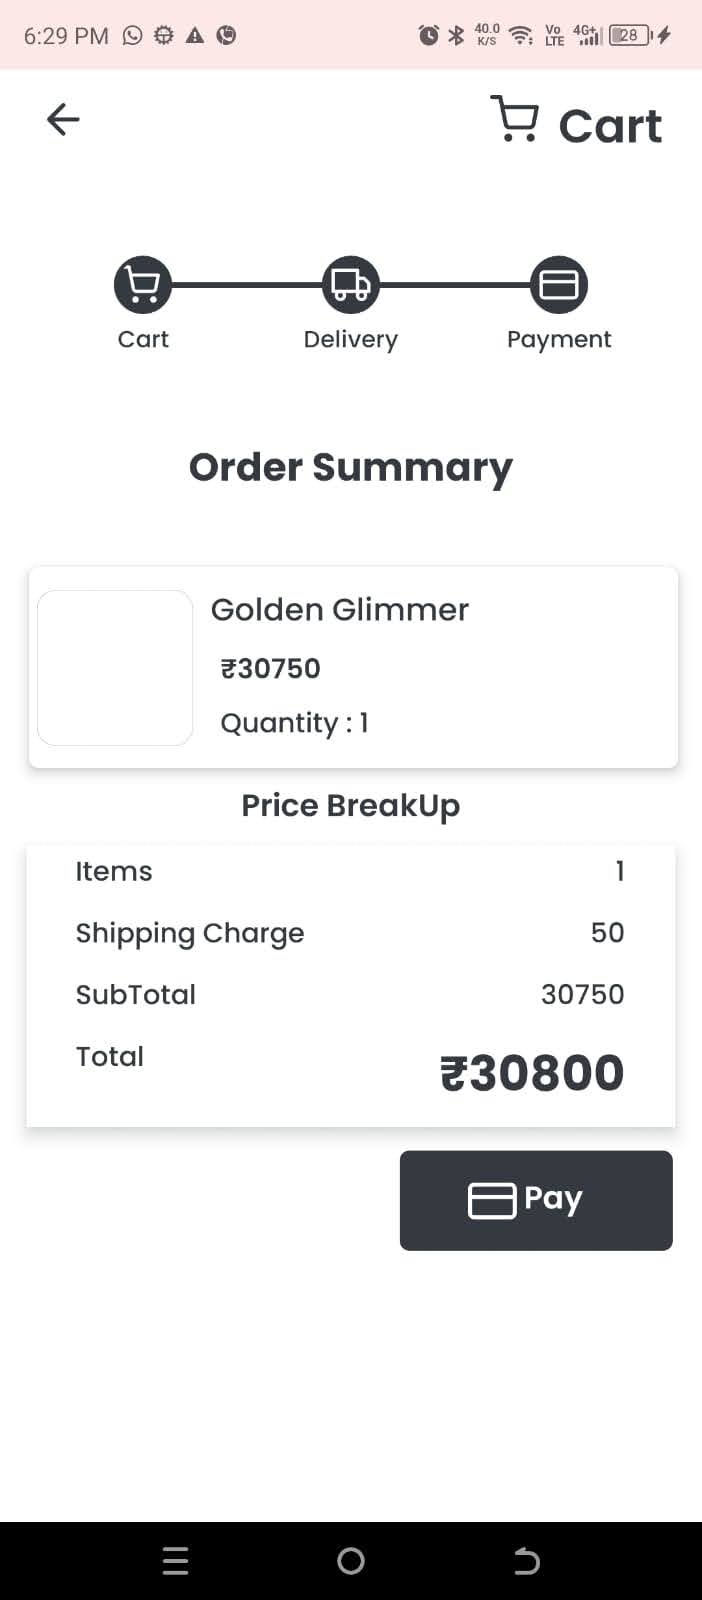 6:29 PM 40.0 K/S Vo LTE 4G+ 28
Cart
Cart Delivery Payment
Order Summary
Golden Glimmer
₹30750
Quantity : 1
Price BreakUp
Items 1
Shipping Charge 50
SubTotal 30750
Total ₹30800
Pay